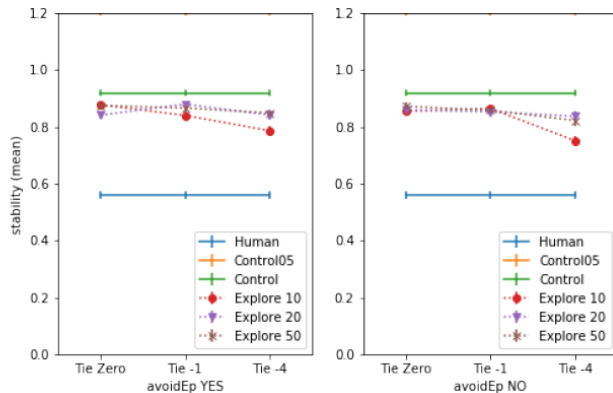 1.2
1.0
0.8
0.6
0.4
0.2
0.0
stability (mean)
Human
Control05
Control
Explore 10
Explore 20
Explore 50
Tie Zero Tie -1 Tie -4
avoidEp YES
1.2
1.0
0.8
0.6
0.4
0.2
0.0
Human
Control05
Control
Explore 10
Explore 20
Explore 50
Tie Zero Tie -1 Tie -4
avoidEp NO